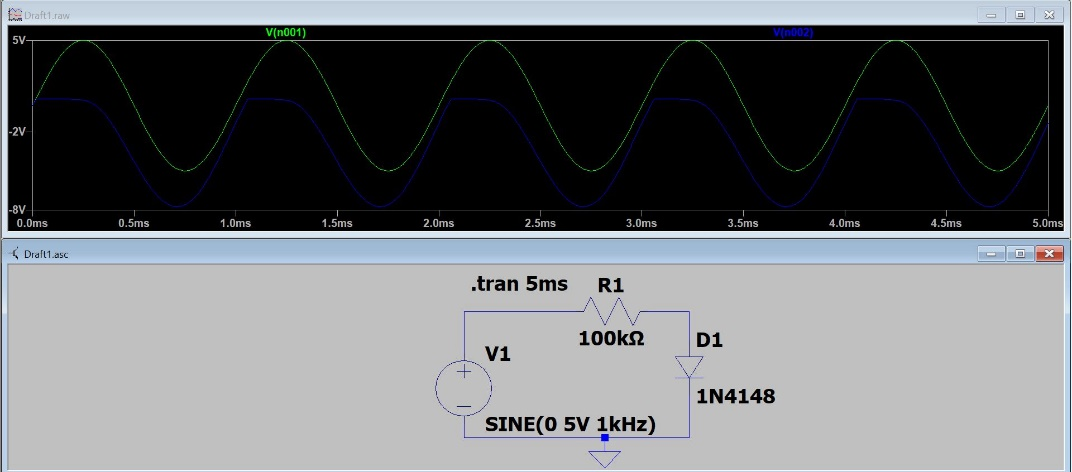 Draft1.raw
V(n001) V(n002)
5V
-2V
-8V
0.0ms 0.5ms 1.0ms 1.5ms 2.0ms 2.5ms 3.0ms 3.5ms 4.0ms 4.5ms 5.0ms
Draft1.asc
.tran 5ms R1
100kΩ D1
V1
1N4148
SINE(0 5V 1kHz)